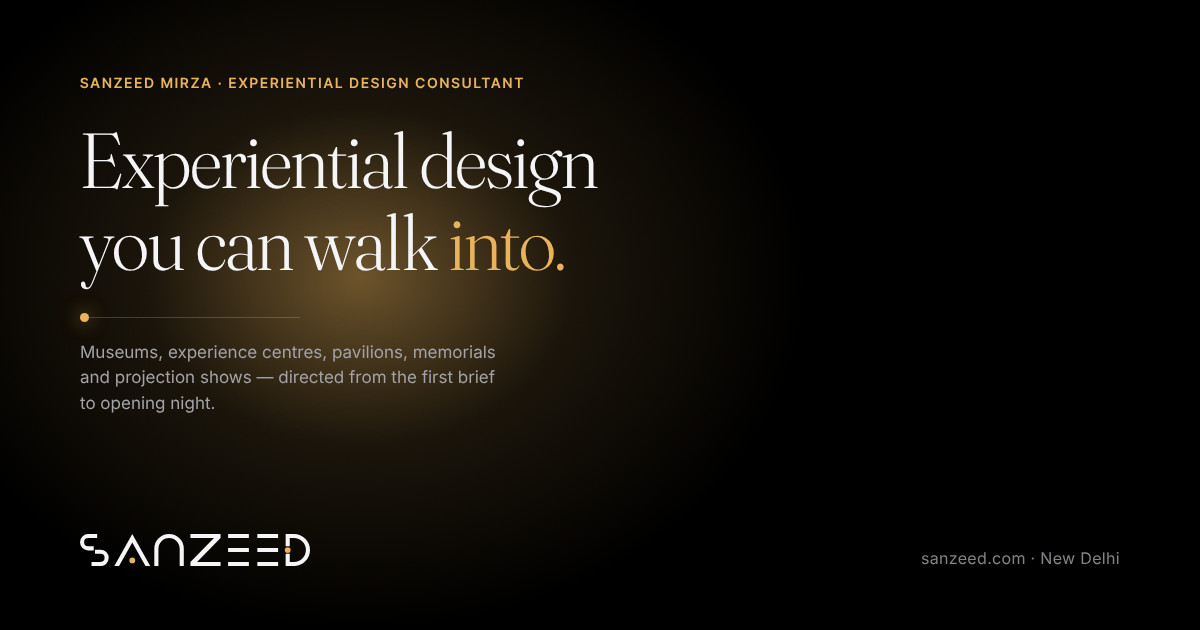 SANZEED MIRZA · EXPERIENTIAL DESIGN CONSULTANT
Experiential design
you can walk into.
Museums, experience centres, pavilions, memorials
and projection shows — directed from the first brief
to opening night.
SANZEED
sanzeed.com · New Delhi